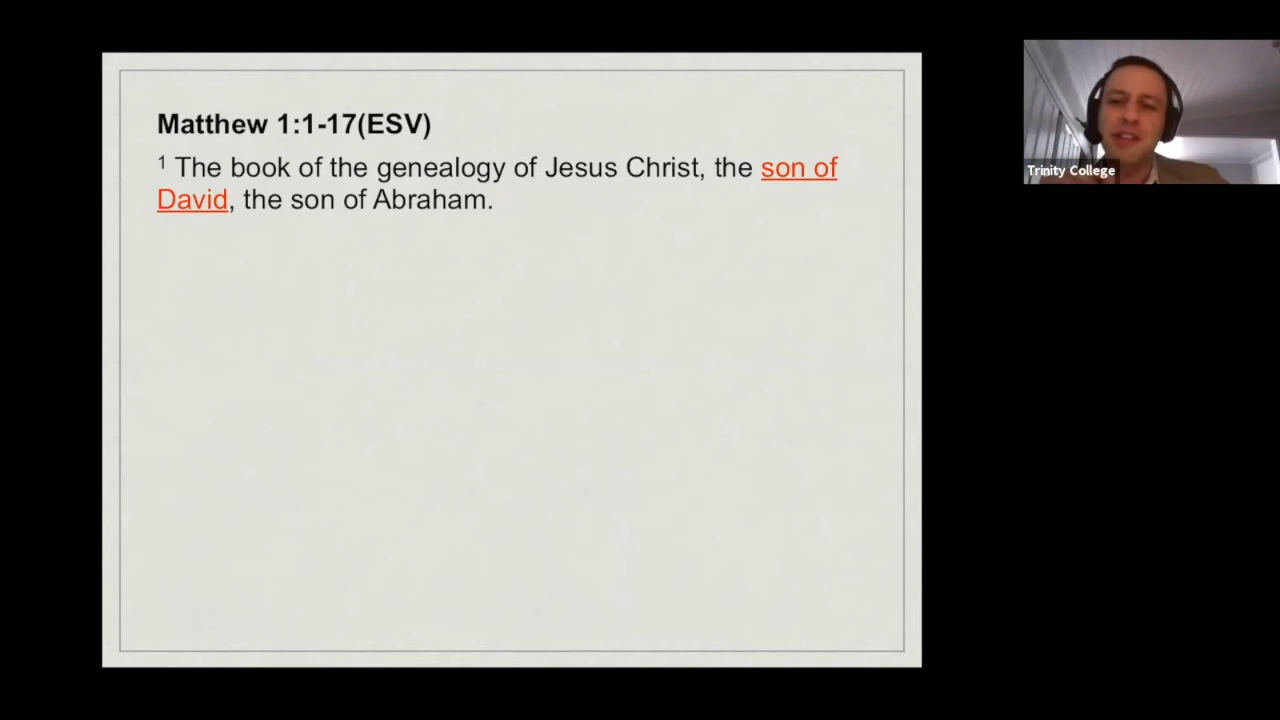 Matthew 1:1-17(ESV)
1 The book of the genealogy of Jesus Christ, the son of
David, the son of Abraham.
Trinity College